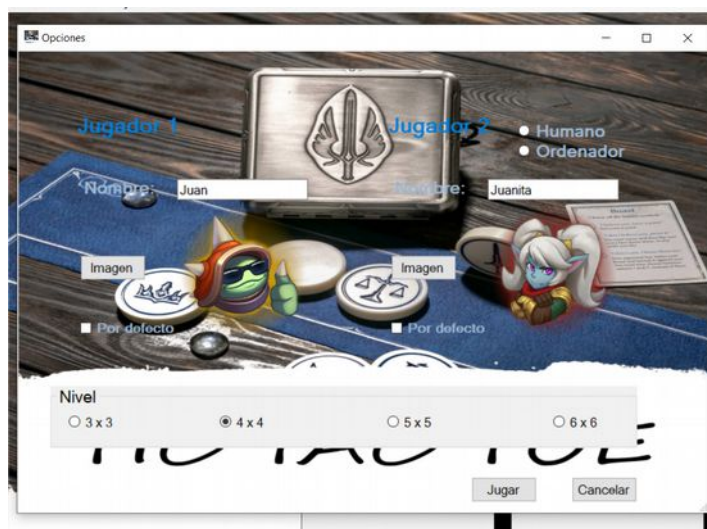 Opciones
Jugador 1
Jugador 2
Humano
Ordenador
Nombre: Juan
Nombre: Juanita
Imagen
Imagen
Por defecto
Por defecto
Nivel
3 x 3
4 x 4
5 x 5
6 x 6
Jugar
Cancelar